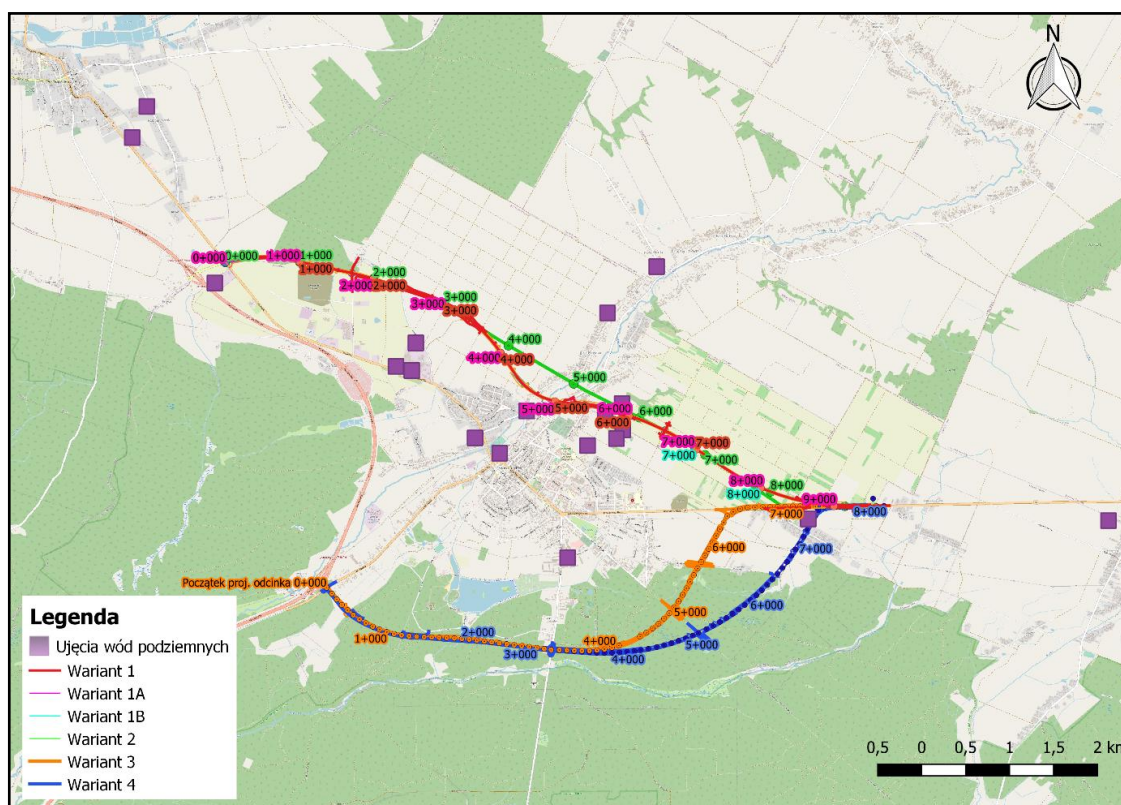 N
0+000 0+000 1+000 1+000
1+000
2+000
2+000 2+000
3+000
3+000
3+000
4+000
4+000 4+000
5+000
5+000 5+000
6+000 6+000
6+000
7+000 7+000
7+000 7+000
8+000 8+000
8+000
9+000
7+000 8+000
7+000
6+000
6+000
5+000
5+000
4+000
4+000
3+000
2+000
1+000
Początek proj. odcinka 0+000
Legenda
Ujęcia wód podziemnych
Wariant 1
Wariant 1A
Wariant 1B
Wariant 2
Wariant 3
Wariant 4
0,5 0 0,5 1 1,5 2 km